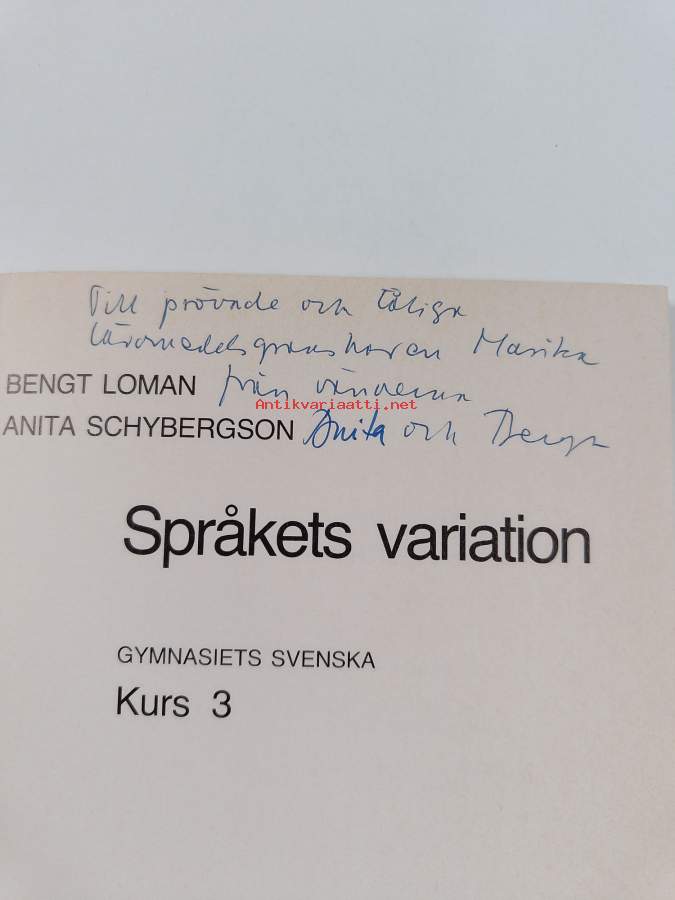 Till prövade och tåliga
läromedelsgranskaren Marika
BENGT LOMAN från vännerna
Antikvariaatti.net
ANITA SCHYBERGSON Anita och Bengt
Språkets variation
GYMNASIETS SVENSKA
Kurs 3